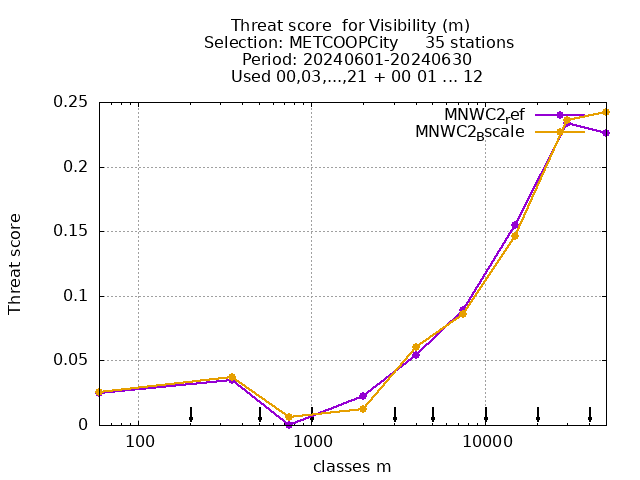 Threat score  for Visibility (m)
Selection: METCOOPCity     35 stations
Period: 20240601-20240630
Used 00,03,...,21 + 00 01 ... 12
MNWC2ref
MNWC2Bscale
0.25
0.2
0.15
0.1
0.05
0
Threat score
100
1000
10000
classes m